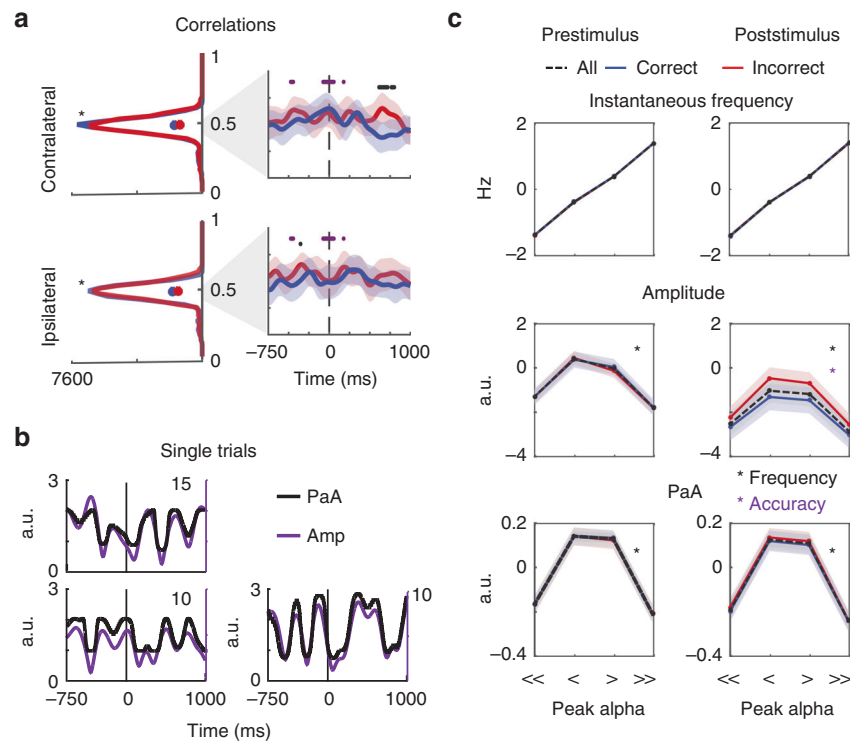 a
Correlations
Contralateral
*
1
0.5
0
Ipsilateral
*
1
0.5
0
7600
−750
0
1000
Time (ms)
b
Single trials
3
0
a.u.
15
PaA
Amp
3
0
a.u.
10
−750
0
1000
a.u.
3
0
10
−750
0
1000
Time (ms)
c
Prestimulus
Poststimulus
All
Correct
Incorrect
Instantaneous frequency
Hz
2
0
−2
2
0
−2
Amplitude
a.u.
2
0
−4
*
2
0
−4
*
*
* Frequency
* Accuracy
PaA
a.u.
0.2
0
−0.4
*
0.2
0
−0.4
*
<< < > >>
<< < > >>
Peak alpha
Peak alpha